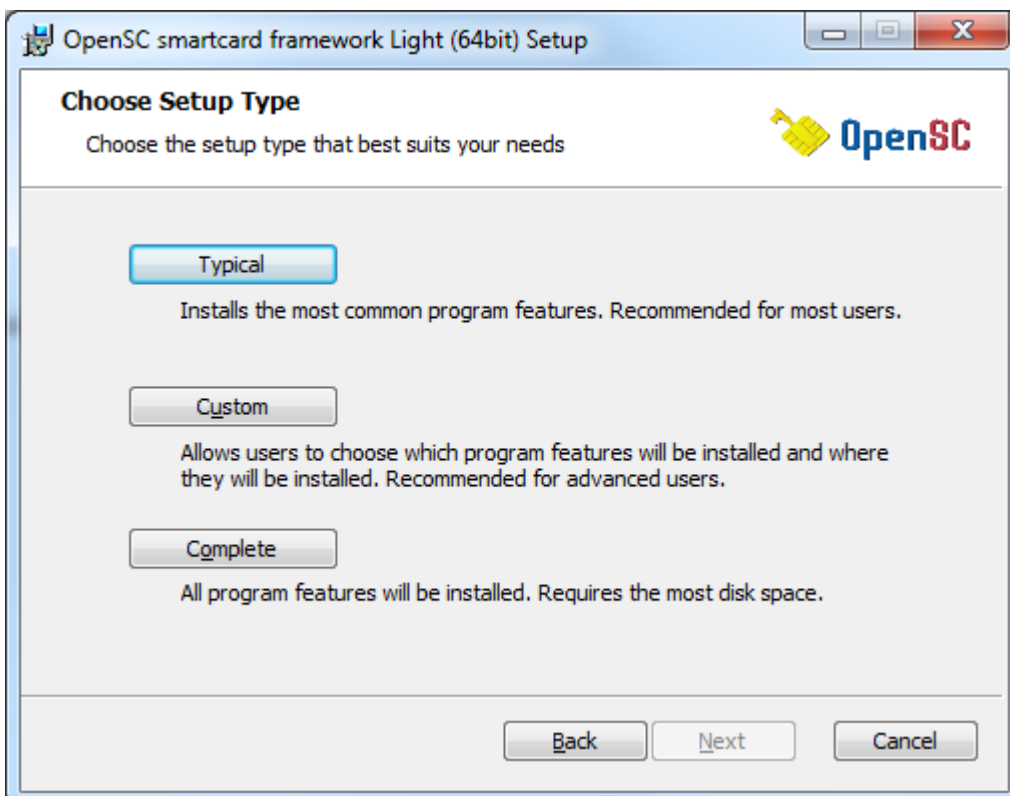 OpenSC smartcard framework Light (64bit) Setup
Choose Setup Type
Choose the setup type that best suits your needs
OpenSC
Typical
Installs the most common program features. Recommended for most users.
Custom
Allows users to choose which program features will be installed and where
they will be installed. Recommended for advanced users.
Complete
All program features will be installed. Requires the most disk space.
Back
Next
Cancel